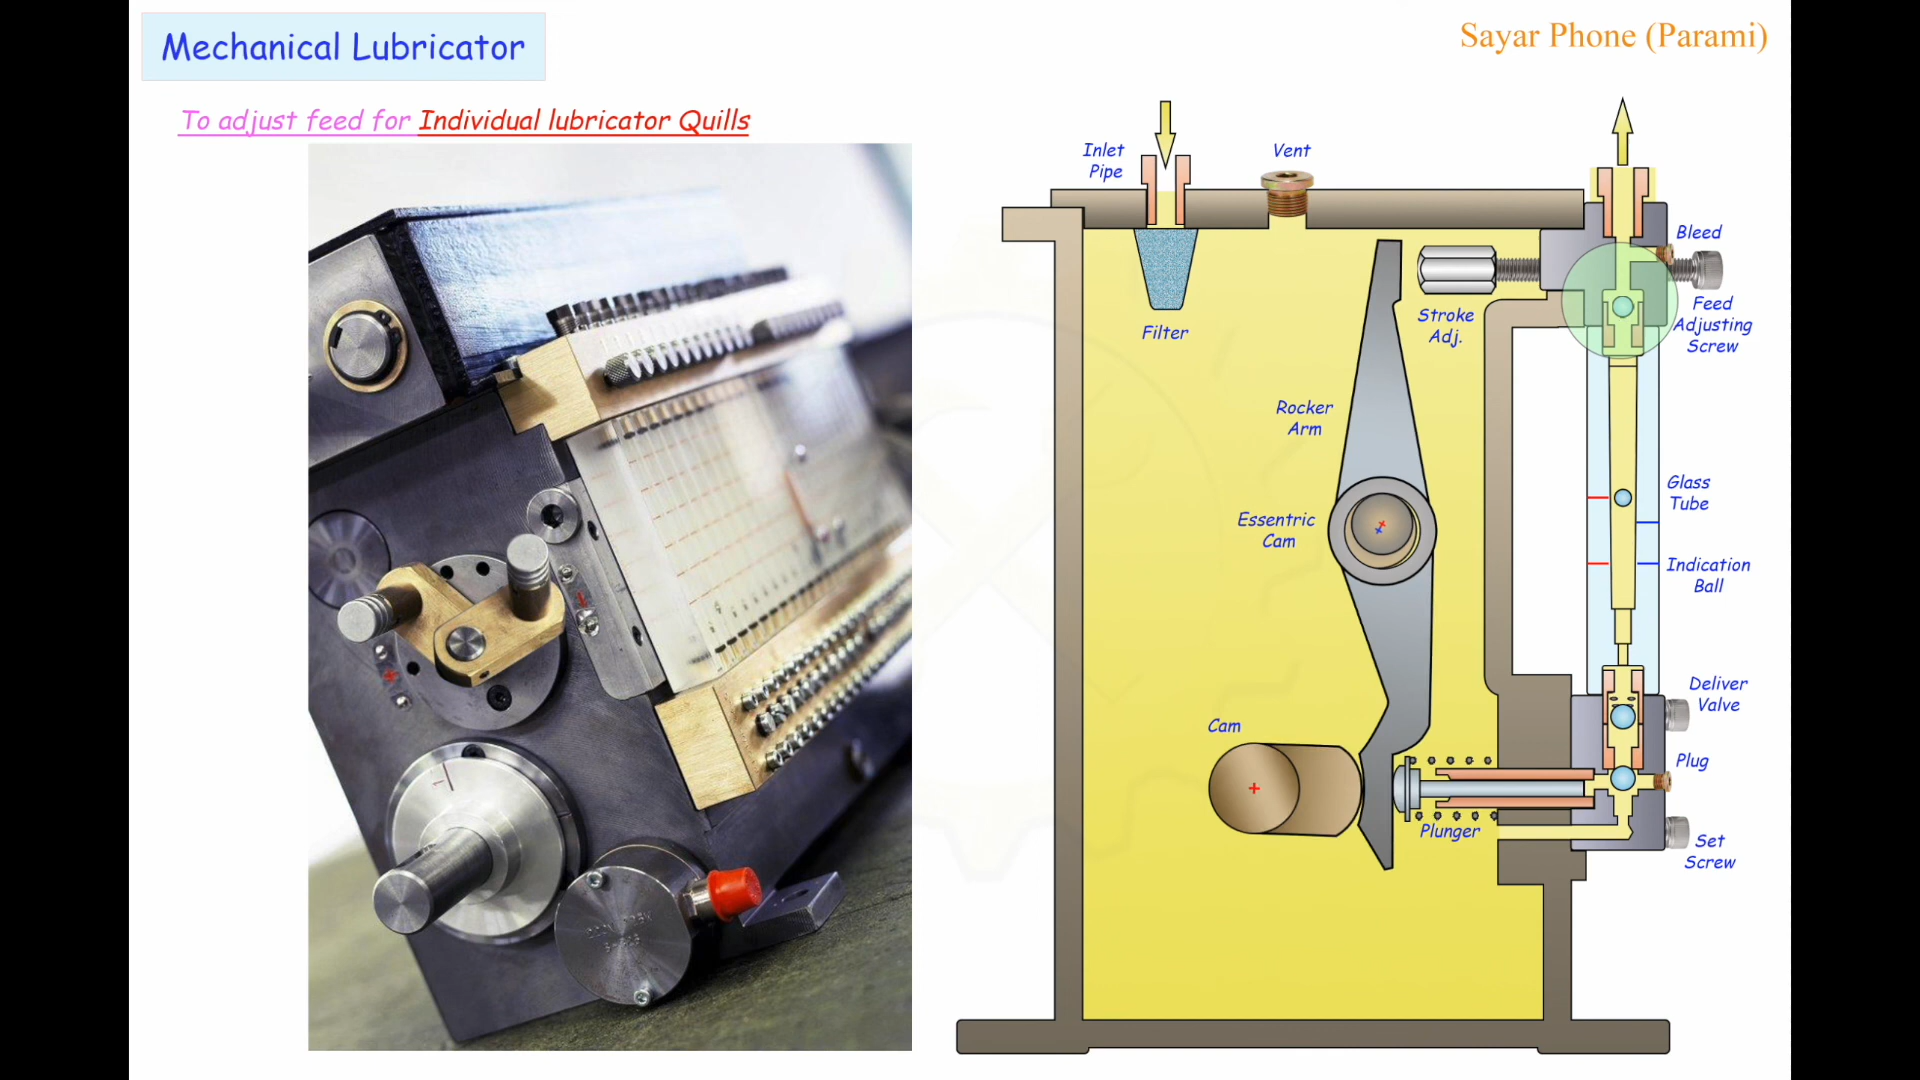 Mechanical Lubricator
Sayar Phone (Parami)
To adjust feed for Individual lubricator Quills
Inlet
Pipe
Vent
Bleed
Filter
Stroke
Adj.
Feed
Adjusting
Screw
Rocker
Arm
Glass
Tube
Essentric
Cam
Indication
Ball
Deliver
Valve
Cam
Plug
Plunger
Set
Screw